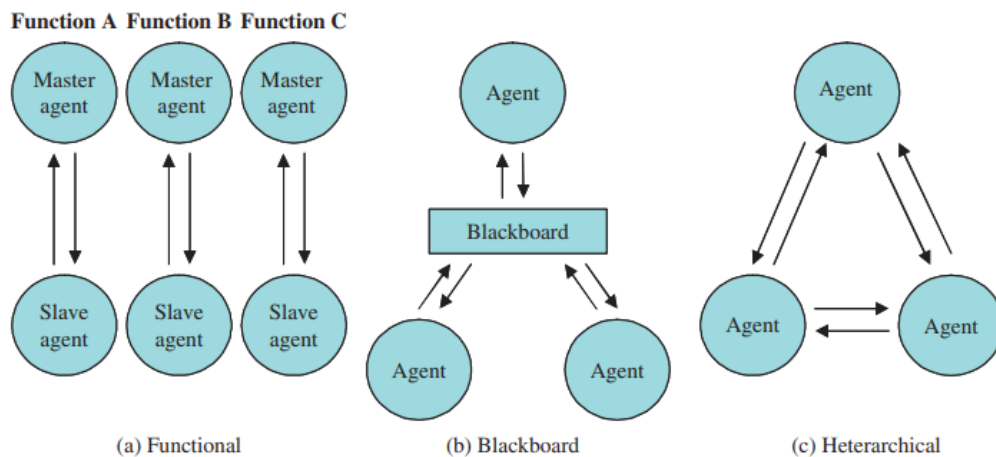 Function A Function B Function C
Master
agent
Master
agent
Master
agent
Slave
agent
Slave
agent
Slave
agent
(a) Functional
Agent
Blackboard
Agent
Agent
(b) Blackboard
Agent
Agent
Agent
(c) Heterarchical